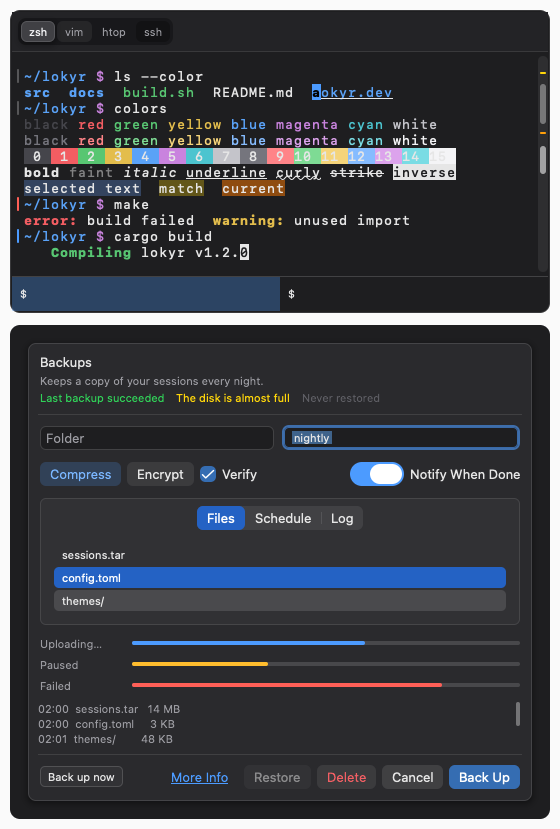 zsh vim htop ssh
~/lokyr $ ls --color
src docs build.sh README.md aokyr.dev
~/lokyr $ colors
black red green yellow blue magenta cyan white
black red green yellow blue magenta cyan white
0 1 2 3 4 5 6 7 8 9 10 11 12 13 14 15
bold faint italic underline curly strike inverse
selected text match current
~/lokyr $ make
error: build failed warning: unused import
~/lokyr $ cargo build
Compiling lokyr v1.2.0
$ $
Backups
Keeps a copy of your sessions every night.
Last backup succeeded The disk is almost full Never restored
Folder nightly
Compress Encrypt Verify Notify When Done
Files Schedule Log
sessions.tar
config.toml
themes/
Uploading...
Paused
Failed
02:00 sessions.tar 14 MB
02:00 config.toml 3 KB
02:01 themes/ 48 KB
Back up now More Info Restore Delete Cancel Back Up